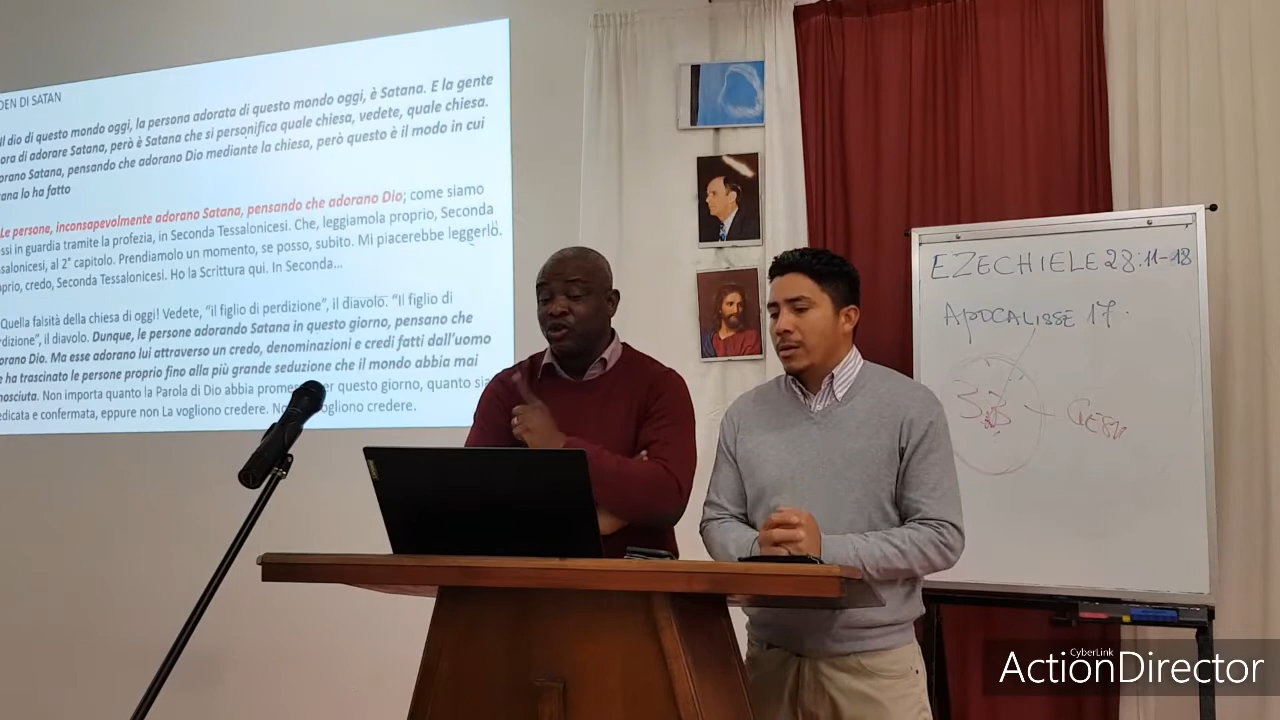 DEN DI SATAN
Il dio di questo mondo oggi, la persona adorata di questo mondo oggi, è Satana. E la gente
ora di adorare Satana, però è Satana che si personifica quale chiesa, vedete, quale chiesa.
orano Satana, pensando che adorano Dio mediante la chiesa, però questo è il modo in cui
ana lo ha fatto
Le persone, inconsapevolmente adorano Satana, pensando che adorano Dio; come siamo
ssi in guardia tramite la profezia, in Seconda Tessalonicesi. Che, leggiamola proprio, Seconda
salonicesi, al 2° capitolo. Prendiamolo un momento, se posso, subito. Mi piacerebbe leggerlo.
oprio, credo, Seconda Tessalonicesi. Ho la Scrittura qui. In Seconda...
Quella falsità della chiesa di oggi! Vedete, "il figlio di perdizione", il diavolo. "Il figlio di
rdizione", il diavolo. Dunque, le persone adorando Satana in questo giorno, pensano che
orano Dio. Ma esse adorano lui attraverso un credo, denominazioni e credi fatti dall'uomo
e ha trascinato le persone proprio fino alla più grande seduzione che il mondo abbia mai
nosciuta. Non importa quanto la Parola di Dio abbia promes er questo giorno, quanto sia
edicata e confermata, eppure non La vogliono credere. No vogliono credere.
EZECHIELE 28:11-18
APOCALISSE 17.
GESU
CyberLink
ActionDirector